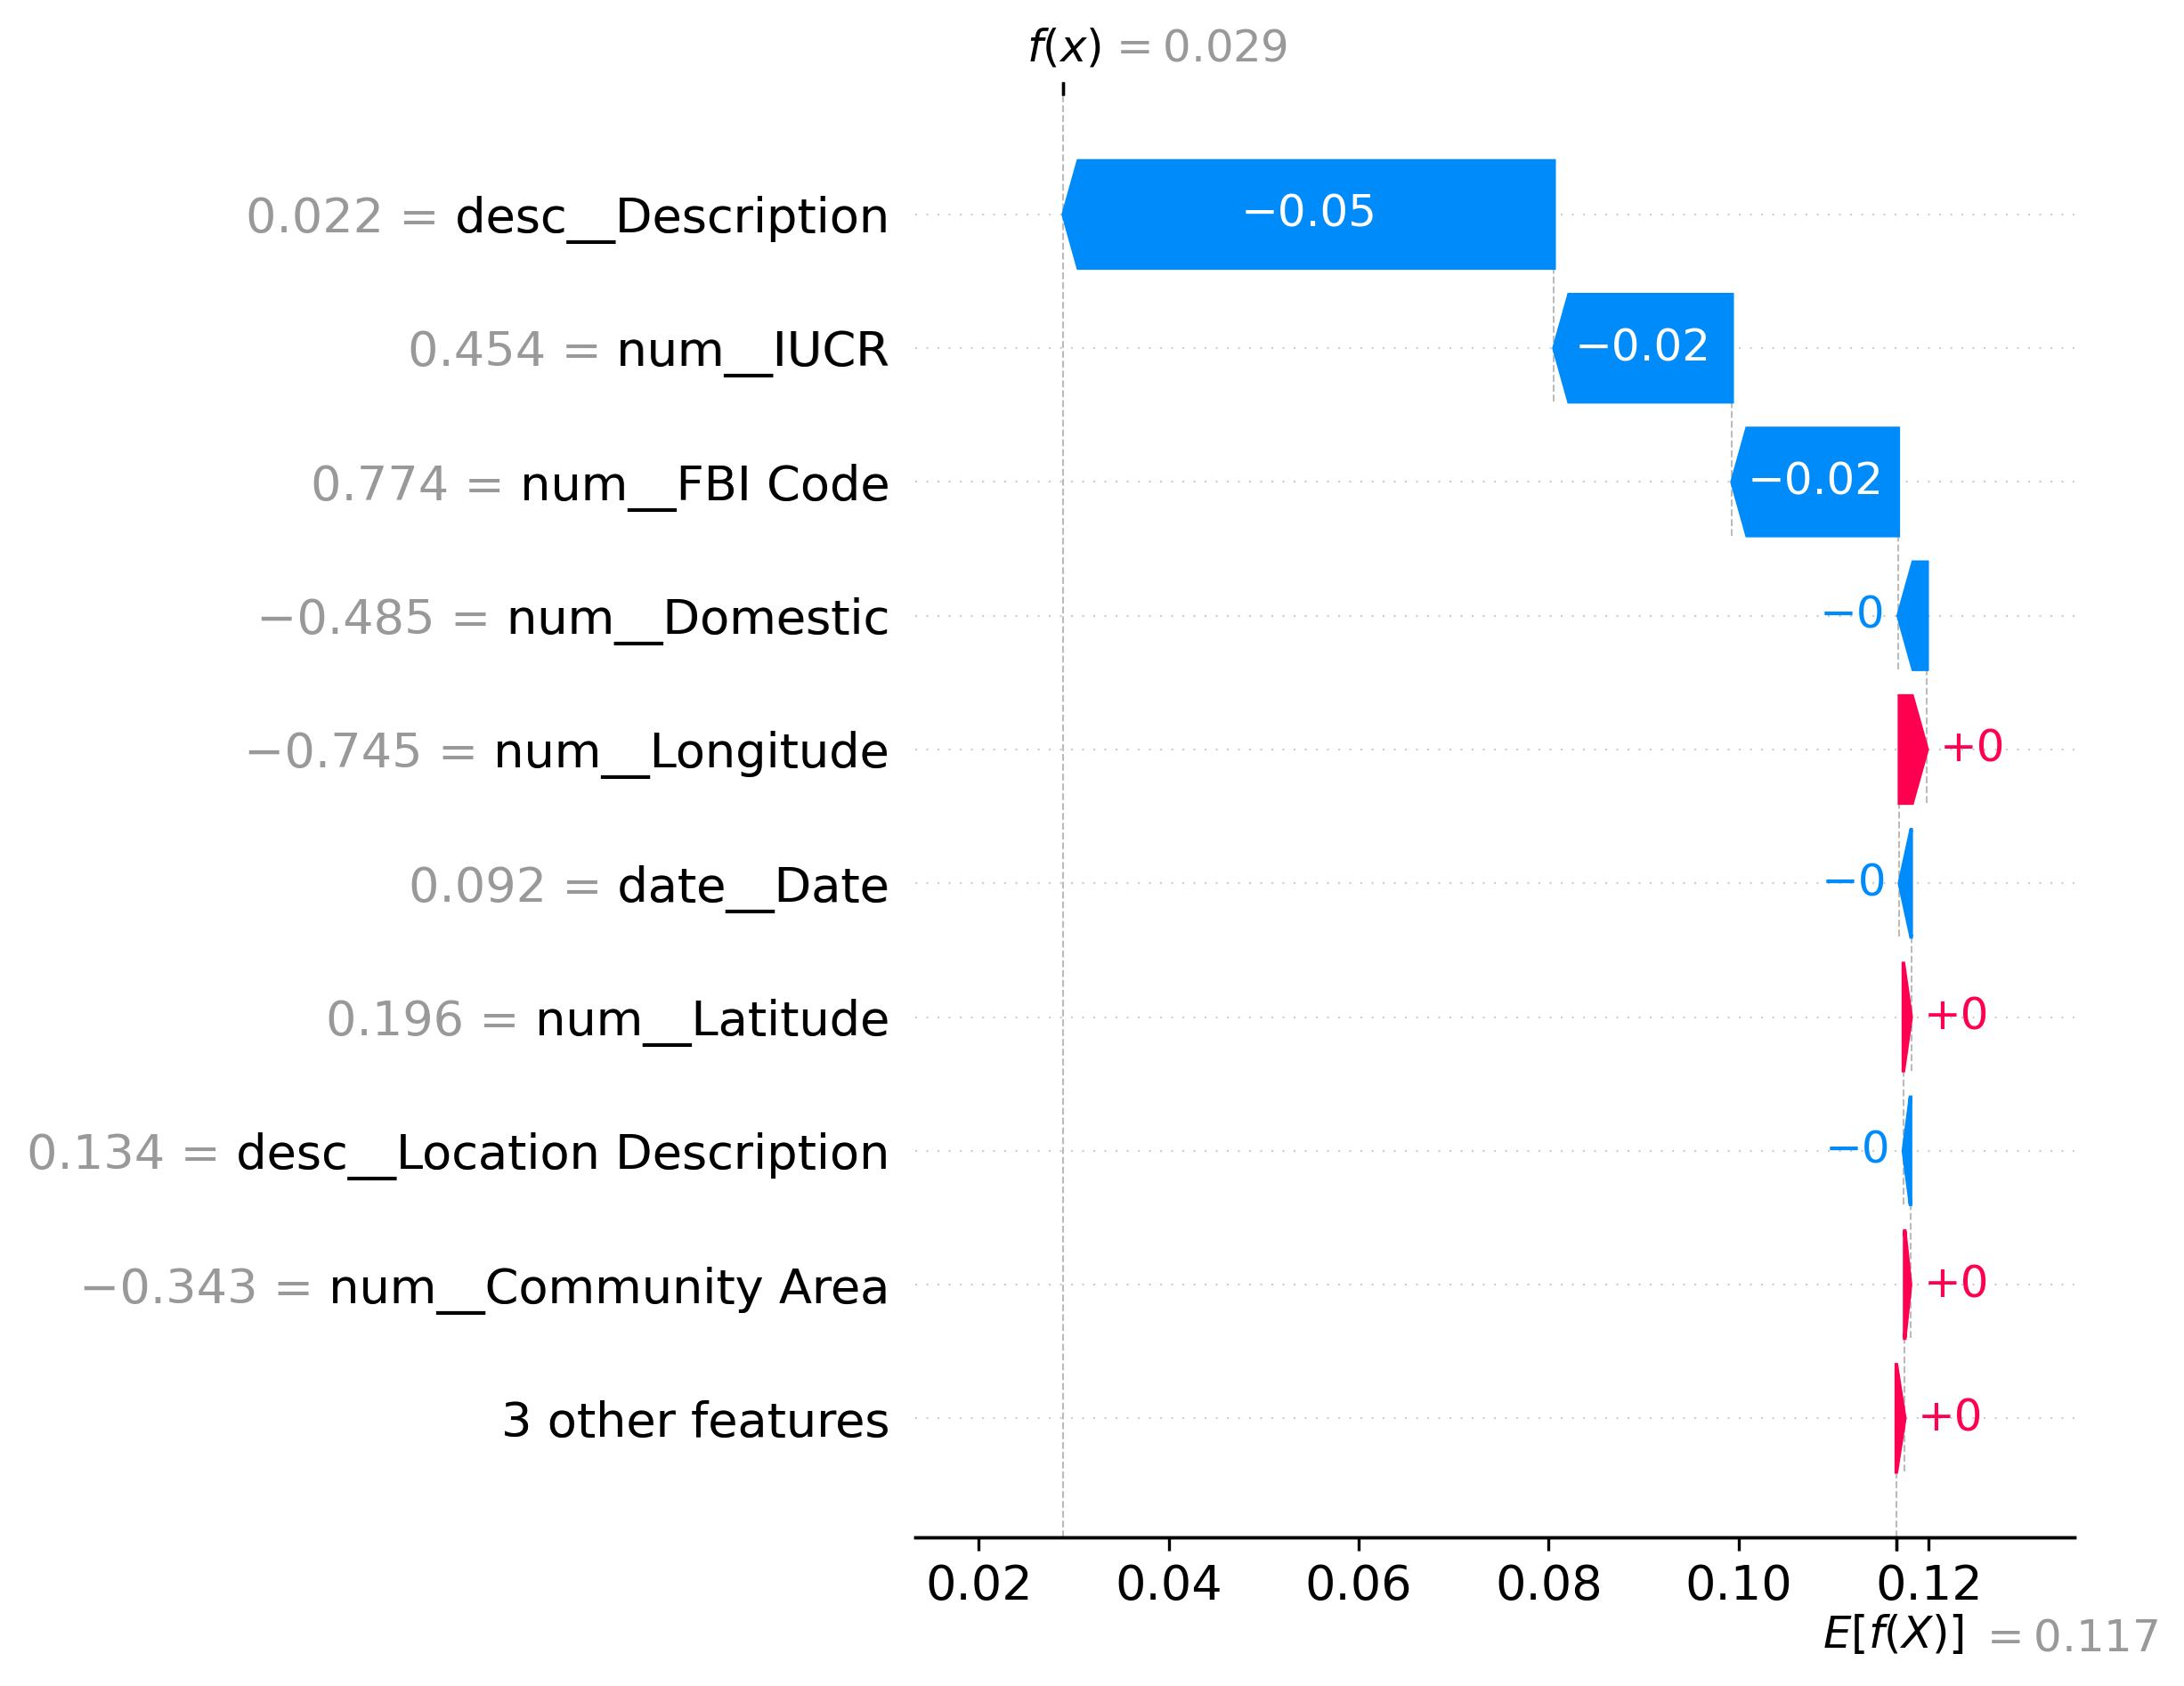 f(x) = 0.029
0.022 = desc__Description
−0.05
0.454 = num__IUCR
−0.02
0.774 = num__FBI Code
−0.02
−0.485 = num__Domestic
−0
−0.745 = num__Longitude
+0
0.092 = date__Date
−0
0.196 = num__Latitude
+0
0.134 = desc__Location Description
−0
−0.343 = num__Community Area
+0
3 other features
+0
0.02 0.04 0.06 0.08 0.10 0.12
E[f(X)] = 0.117